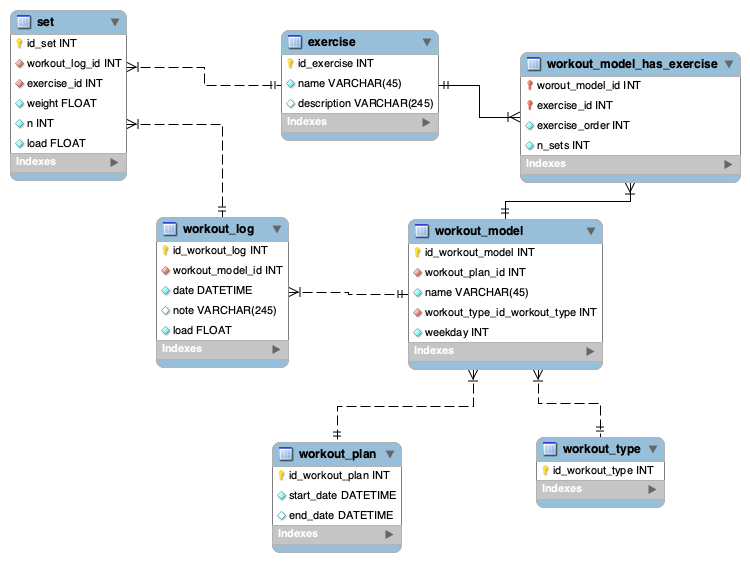 set
id_set INT
workout_log_id INT
exercise_id INT
weight FLOAT
n INT
load FLOAT
Indexes
exercise
id_exercise INT
name VARCHAR(45)
description VARCHAR(245)
Indexes
workout_model_has_exercise
worout_model_id INT
exercise_id INT
exercise_order INT
n_sets INT
Indexes
workout_log
id_workout_log INT
workout_model_id INT
date DATETIME
note VARCHAR(245)
load FLOAT
Indexes
workout_model
id_workout_model INT
workout_plan_id INT
name VARCHAR(45)
workout_type_id_workout_type INT
weekday INT
Indexes
workout_plan
id_workout_plan INT
start_date DATETIME
end_date DATETIME
Indexes
workout_type
id_workout_type INT
Indexes